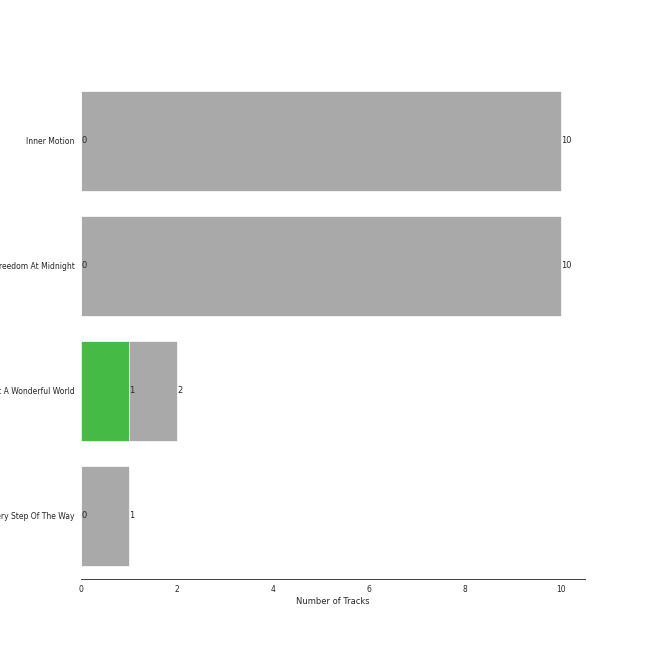 Inner Motion 0 10
reedom At Midnight 0 10
A Wonderful World 1 2
ry Step Of The Way 0 1
0 2 4 6 8 10
Number of Tracks